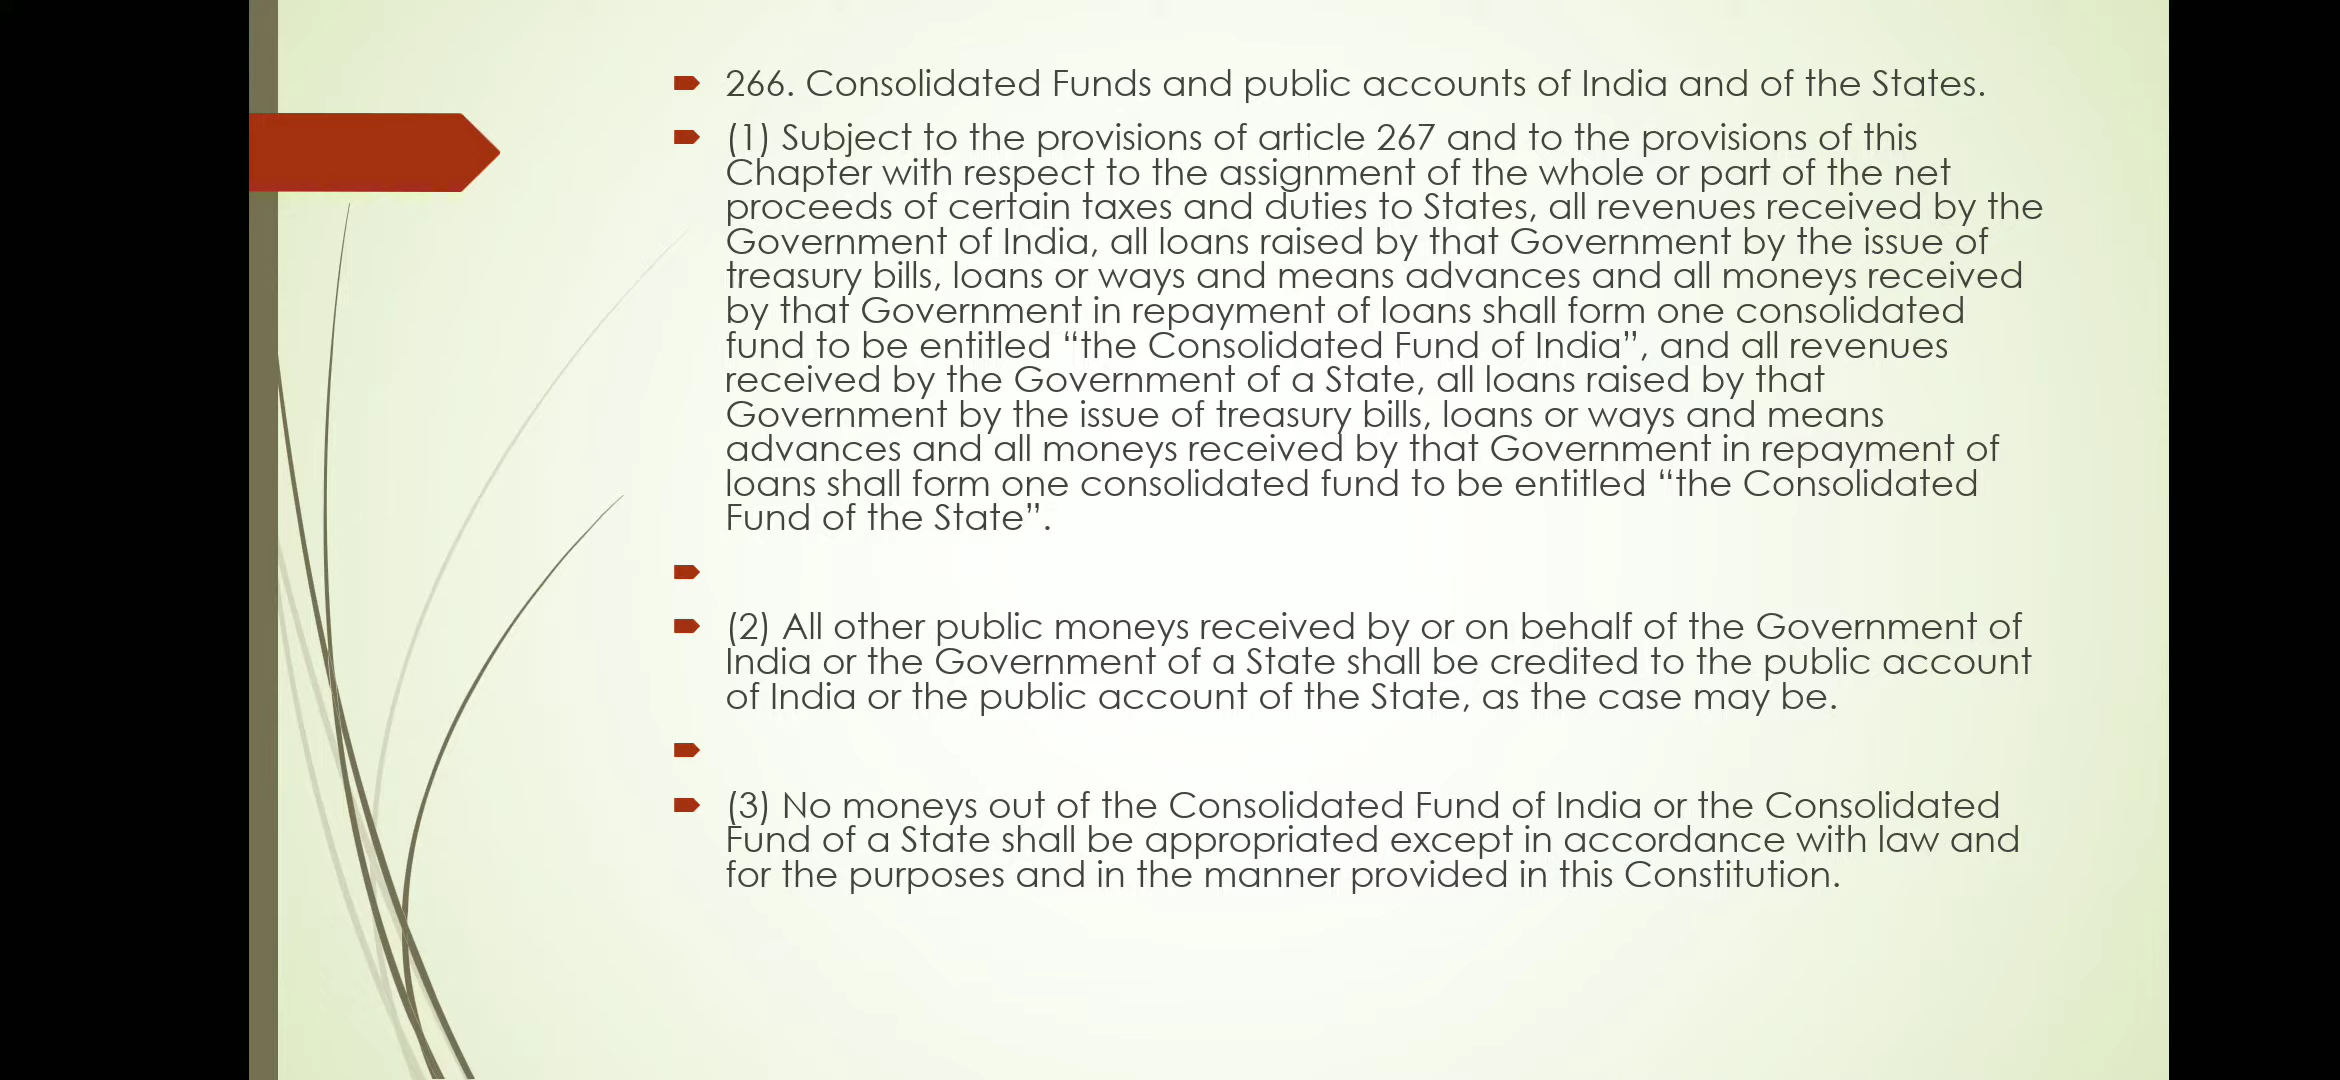 266. Consolidated Funds and public accounts of India and of the States.
(1) Subject to the provisions of article 267 and to the provisions of this
Chapter with respect to the assignment of the whole or part of the net
proceeds of certain taxes and duties to States, all revenues received by the
Government of India, all loans raised by that Government by the issue of
treasury bills, loans or ways and means advances and all moneys received
by that Government in repayment of loans shall form one consolidated
fund to be entitled “the Consolidated Fund of India”, and all revenues
received by the Government of a State, all loans raised by that
Government by the issue of treasury bills, loans or ways and means
advances and all moneys received by that Government in repayment of
loans shall form one consolidated fund to be entitled “the Consolidated
Fund of the State”.
(2) All other public moneys received by or on behalf of the Government of
India or the Government of a State shall be credited to the public account
of India or the public account of the State, as the case may be.
(3) No moneys out of the Consolidated Fund of India or the Consolidated
Fund of a State shall be appropriated except in accordance with law and
for the purposes and in the manner provided in this Constitution.